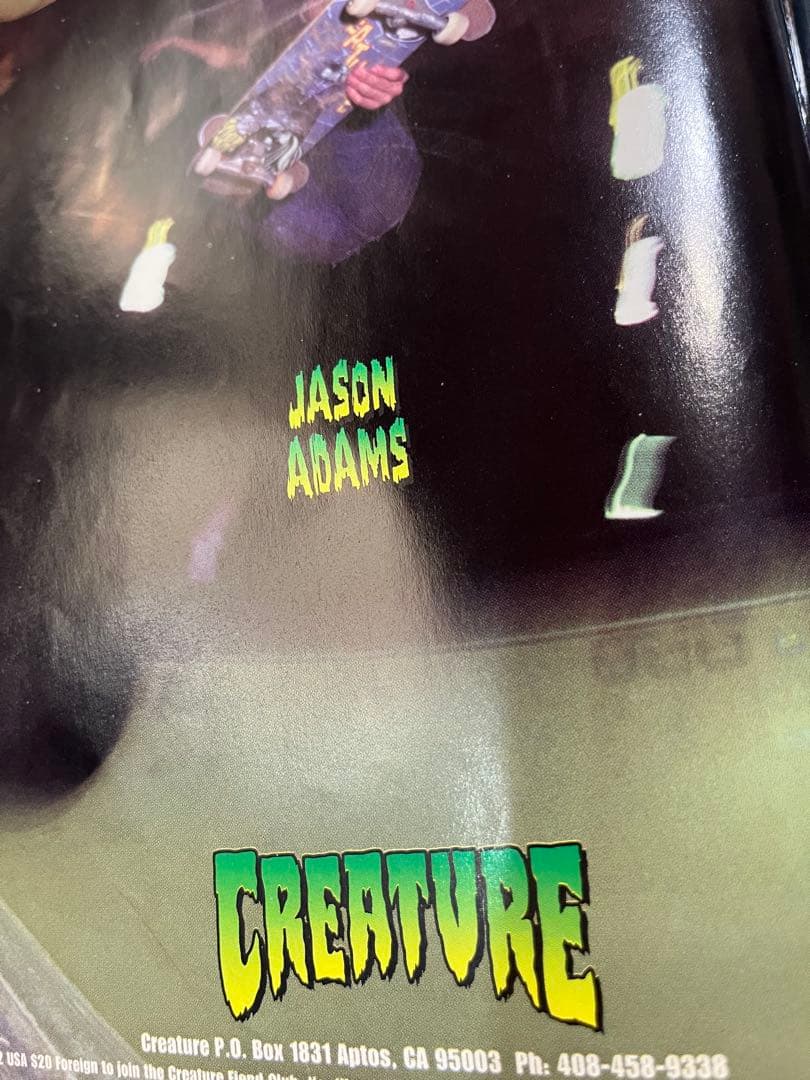 JASON
ADAMS
CREATURE
Creature P.O. Box 1831 Aptos, CA 95003 Ph: 408-458-9338
2 USA $20 Foreign to join the Creature Fiend Club.